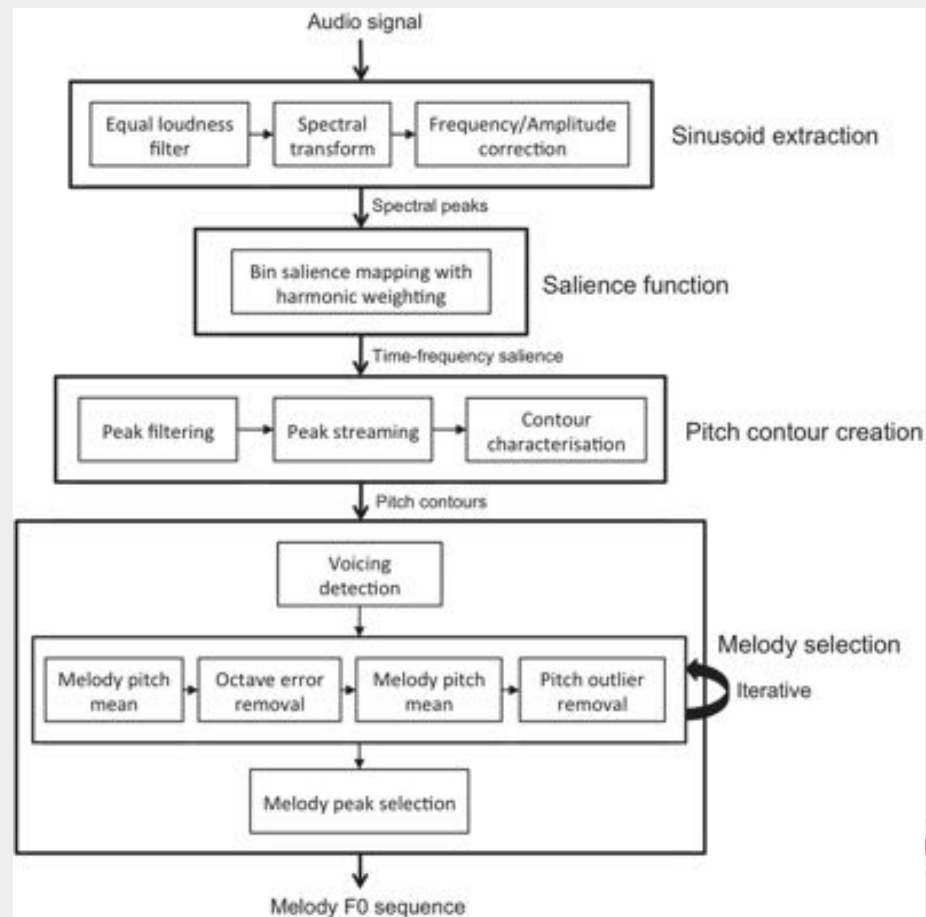 Audio signal
Equal loudness
filter
Spectral
transform
Frequency/Amplitude
correction
Sinusoid extraction
Spectral peaks
Bin salience mapping with
harmonic weighting
Salience function
Time-frequency salience
Peak filtering
Peak streaming
Contour
characterisation
Pitch contour creation
Pitch contours
Voicing
detection
Melody selection
Melody pitch
mean
Octave error
removal
Melody pitch
mean
Pitch outlier
removal
Iterative
Melody peak selection
Melody F0 sequence